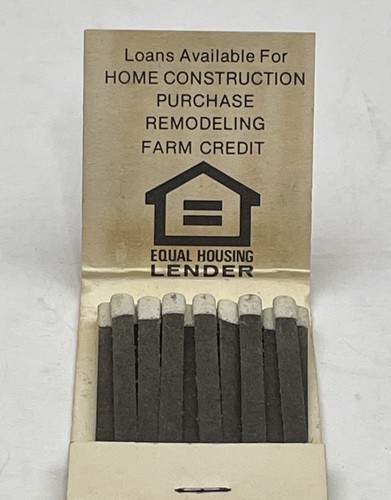 Loans Available For
HOME CONSTRUCTION
PURCHASE
REMODELING
FARM CREDIT
EQUAL HOUSING
LENDER